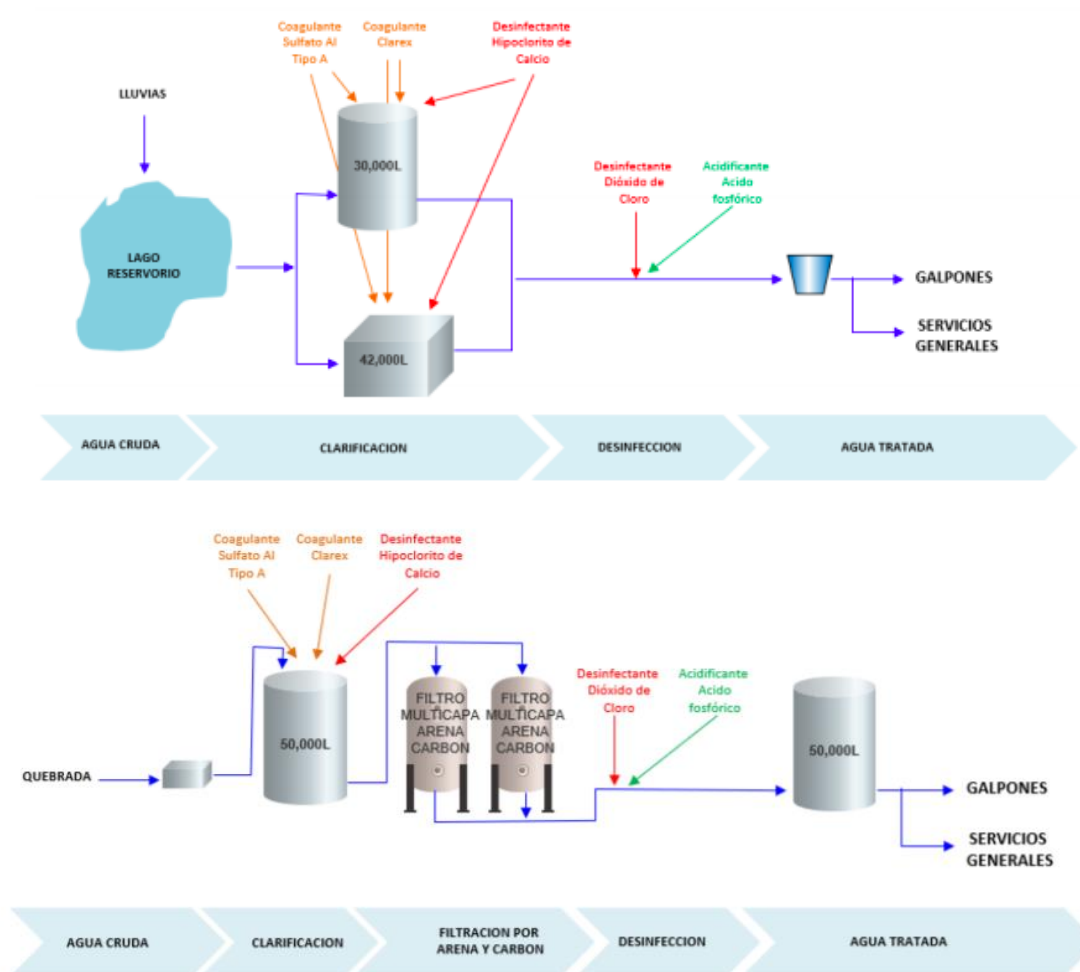 Coagulante
Sulfato Al
Tipo A
Coagulante
Clarex
Desinfectante
Hipoclorito de
Calcio
LLUVIAS
30,000L
Desinfectante
Dióxido de
Cloro
Acidificante
Acido
fosfórico
LAGO
RESERVORIO
GALPONES
SERVICIOS
GENERALES
42,000L
AGUA CRUDA
CLARIFICACION
DESINFECCION
AGUA TRATADA
Coagulante
Sulfato Al
Tipo A
Coagulante
Clarex
Desinfectante
Hipoclorito de
Calcio
FILTRO
MULTICAPA
ARENA
CARBON
FILTRO
MULTICAPA
ARENA
CARBON
Desinfectante
Dióxido de
Cloro
Acidificante
Acido
fosfórico
50,000L
50,000L
QUEBRADA
GALPONES
SERVICIOS
GENERALES
AGUA CRUDA
CLARIFICACION
FILTRACION POR
ARENA Y CARBON
DESINFECCION
AGUA TRATADA